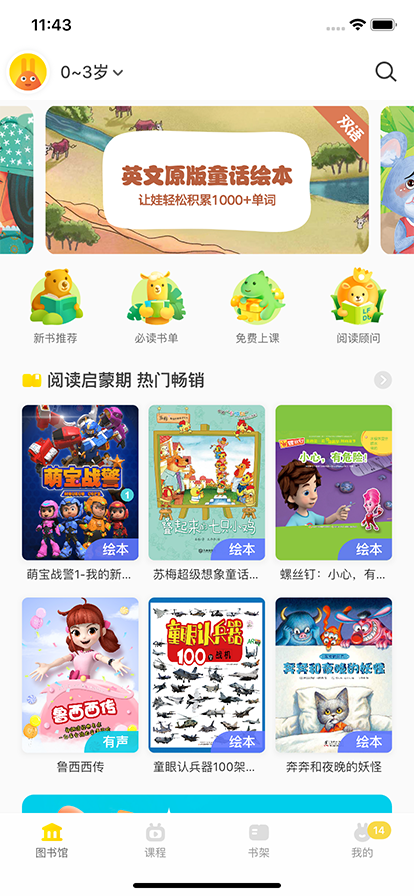 11:43
0~3岁
双语
英文原版童话绘本
让娃轻松积累1000+单词
新书推荐
必读书单
免费上课
阅读顾问
阅读启蒙期 热门畅销
萌宝战警
1
绘本
叠起来的七只小鸡
绘本
小心，有危险!
绘本
萌宝战警1-我的新...
苏梅超级想象童话...
螺丝钉：小心，有...
鲁西西传
有声
童眼认兵器
100架战机
绘本
奔奔和夜晚的妖怪
绘本
鲁西西传
童眼认兵器100架...
奔奔和夜晚的妖怪
图书馆
课程
书架
14
我的